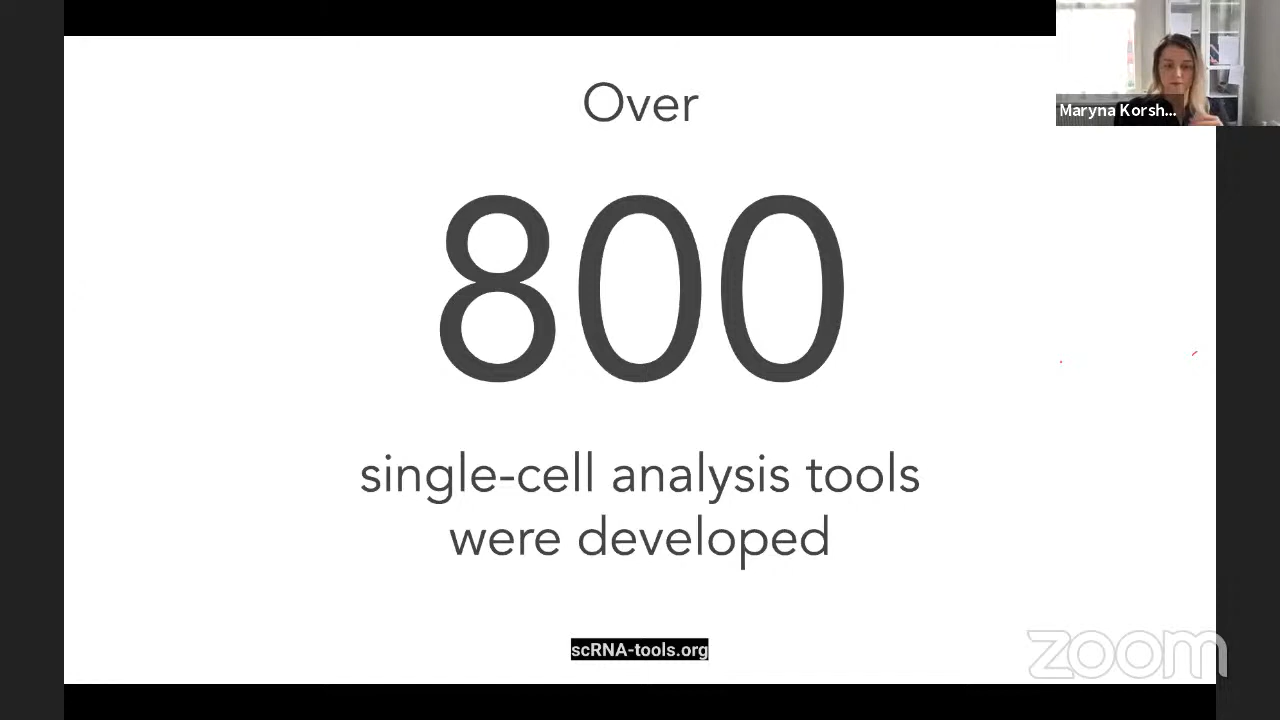 Over
Maryna Korsh...
800
single-cell analysis tools
were developed
scRNA-tools.org
zoom